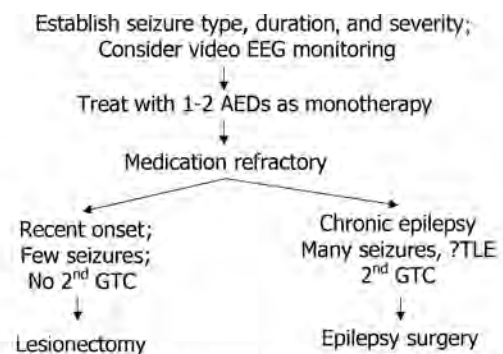 Establish seizure type, duration, and severity;
Consider video EEG monitoring
Treat with 1-2 AEDs as monotherapy
Medication refractory
Recent onset;
Few seizures;
No 2nd GTC
Lesionectomy
Chronic epilepsy
Many seizures, ?TLE
2nd GTC
Epilepsy surgery